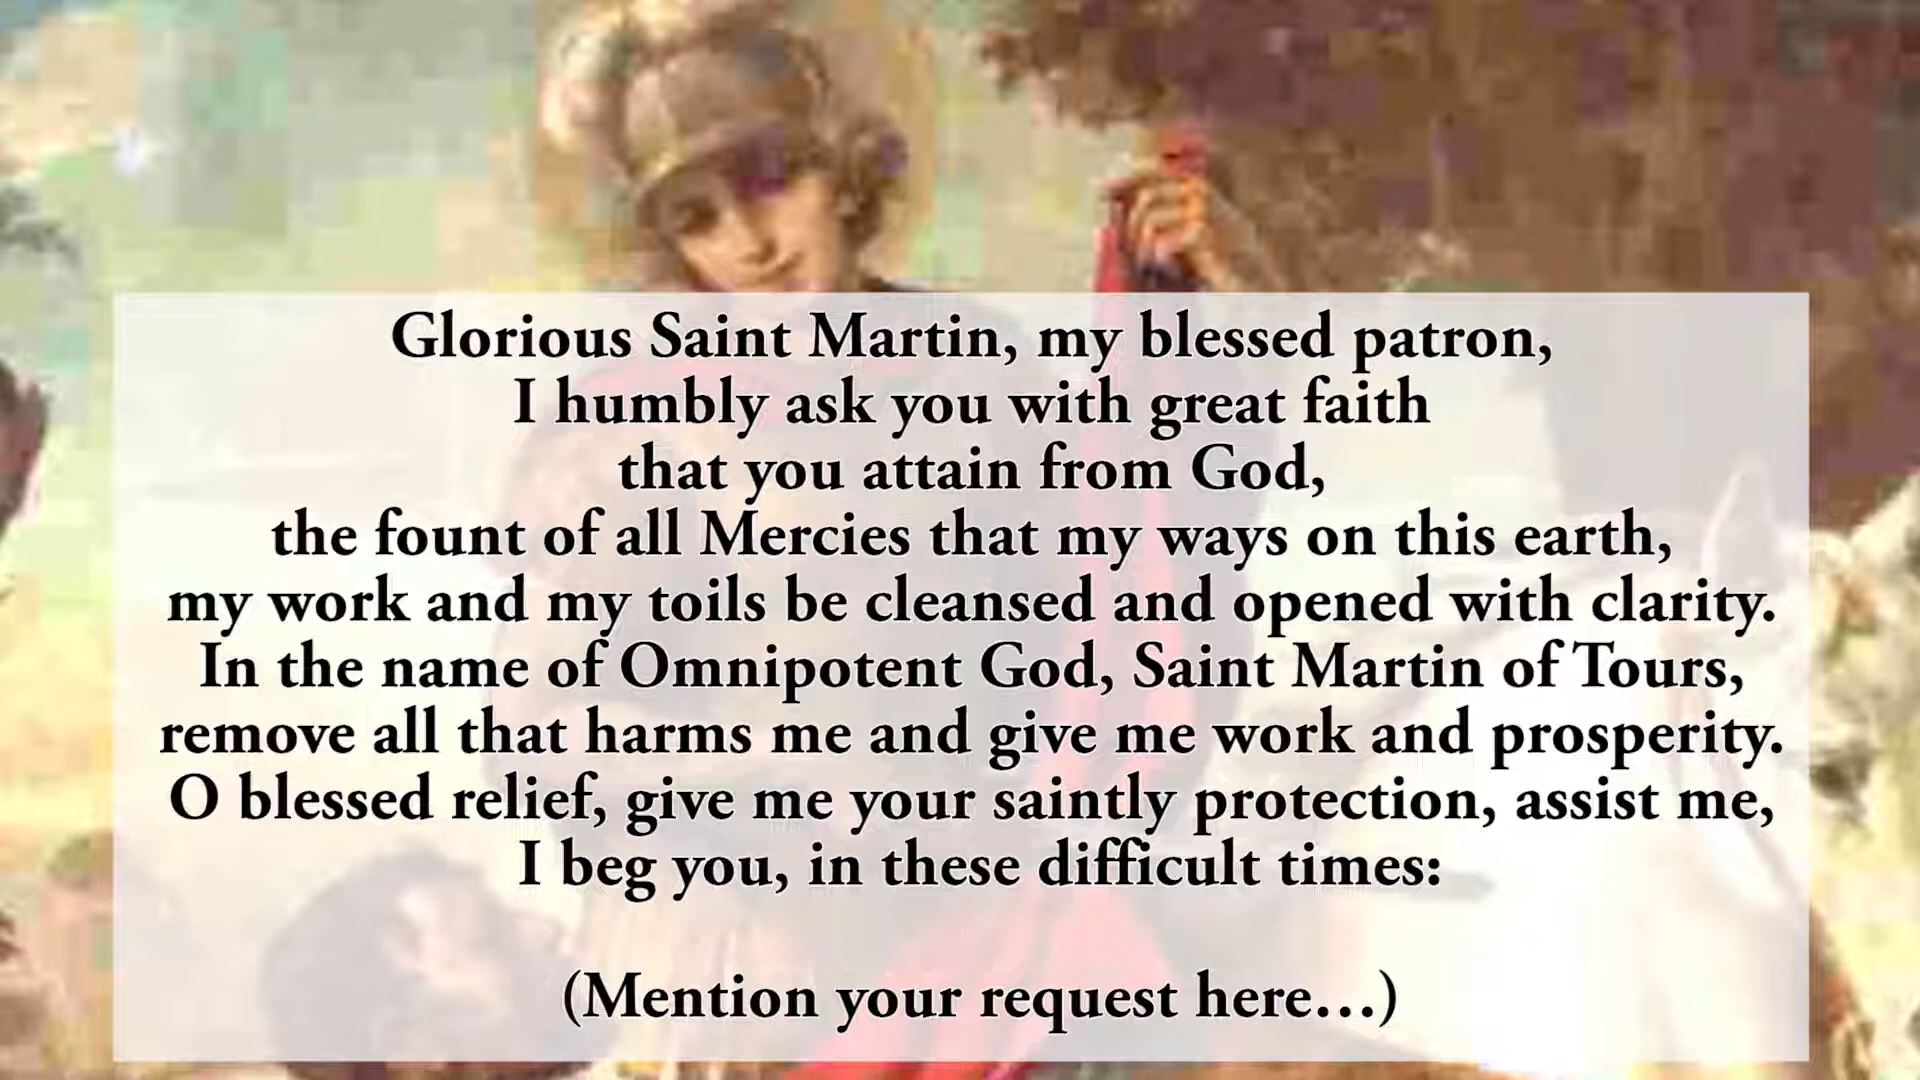 Glorious Saint Martin, my blessed patron,
I humbly ask you with great faith
that you attain from God,
the fount of all Mercies that my ways on this earth,
my work and my toils be cleansed and opened with clarity.
In the name of Omnipotent God, Saint Martin of Tours,
remove all that harms me and give me work and prosperity.
O blessed relief, give me your saintly protection, assist me,
I beg you, in these difficult times:
(Mention your request here...)